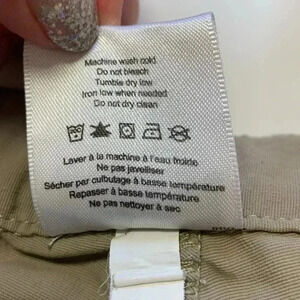 Machine wash cold
Do not bleach
Tumble dry low
Iron low when needed
Do not dry clean
Laver à la machine à l'eau froide
Ne pas javeliser
Sécher par culbutage à basse température
Repasser à basse température
Ne pas nettoyer à sec